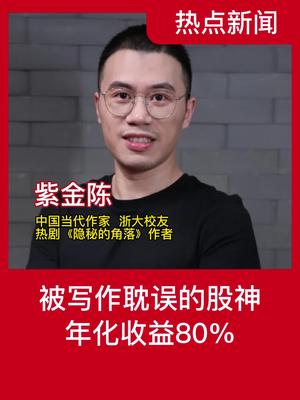 热点新闻
紫金陈
中国当代作家 浙大校友
热剧《隐秘的角落》作者
被写作耽误的股神
年化收益80%